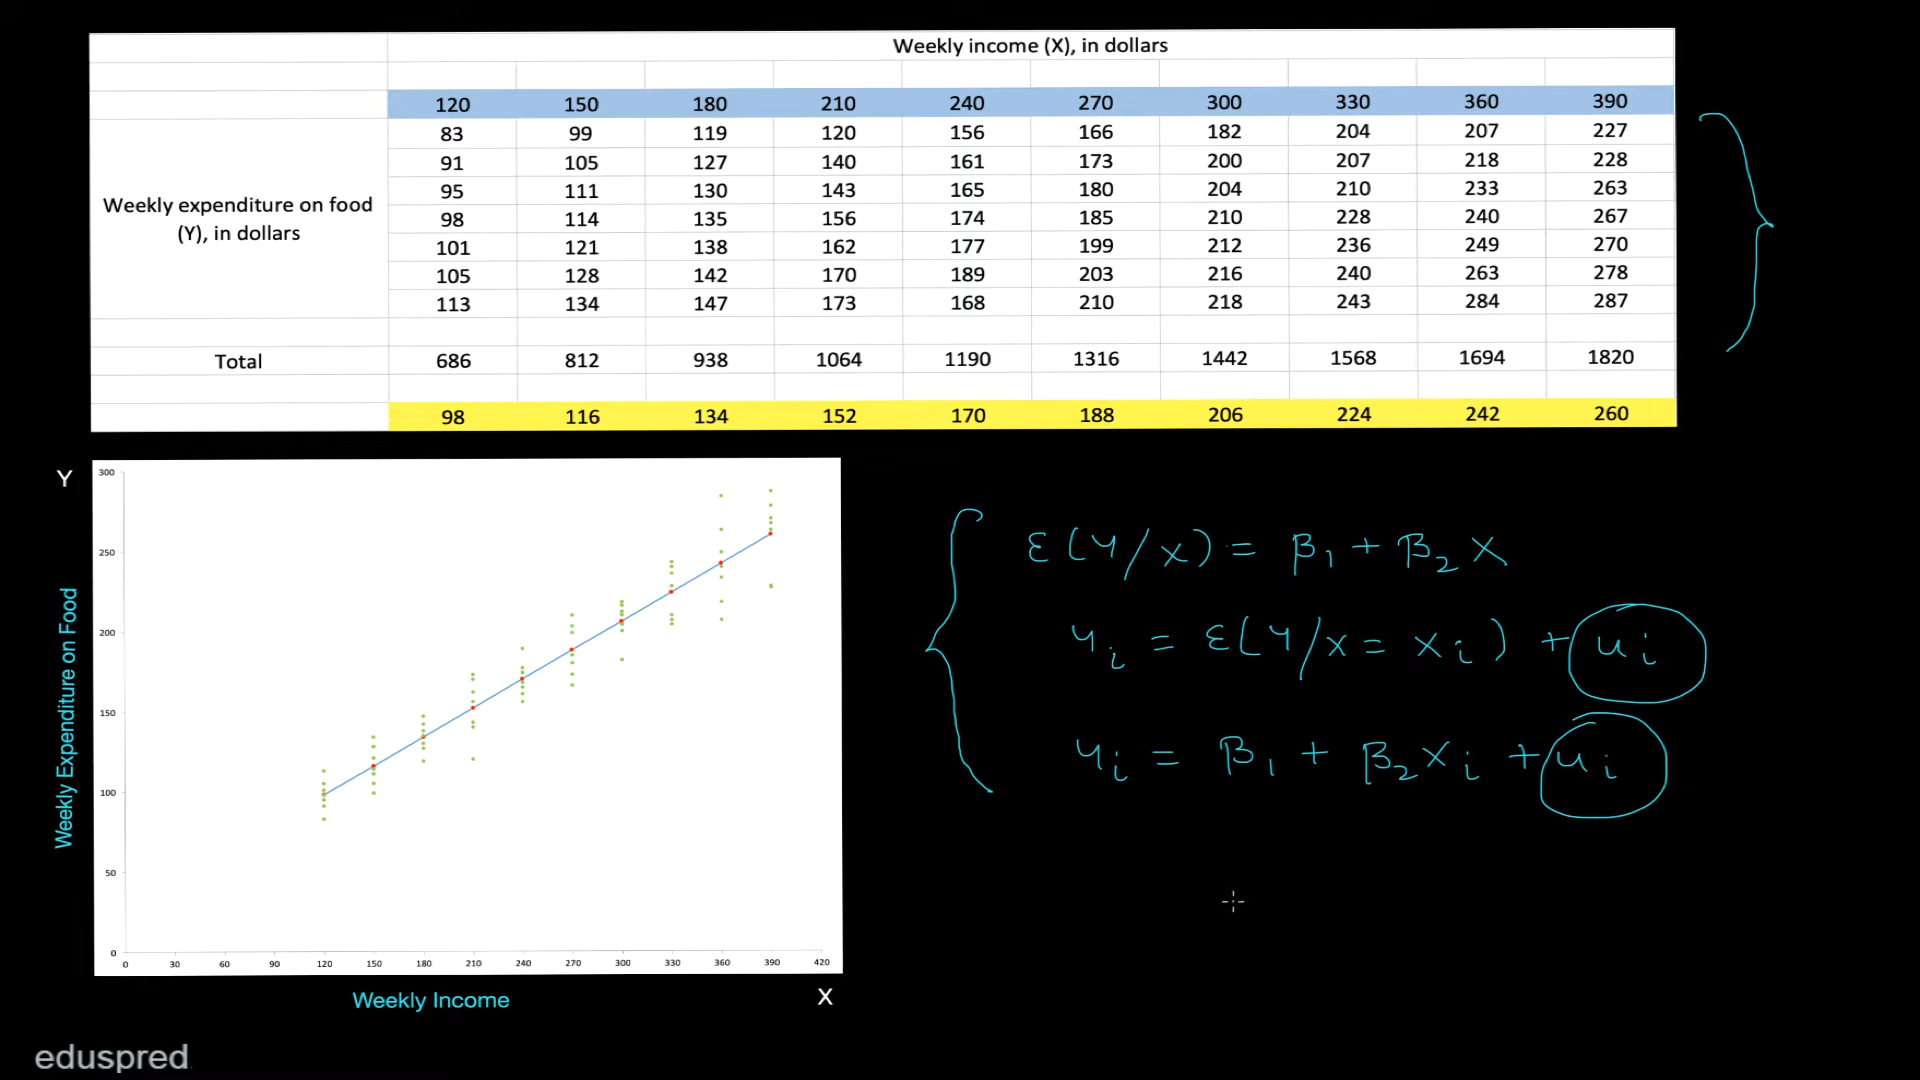 Weekly income (X), in dollars
120 150 180 210 240 270 300 330 360 390
83 99 119 120 156 166 182 204 207 227
91 105 127 140 161 173 200 207 218 228
95 111 130 143 165 180 204 210 233 263
Weekly expenditure on food
98 114 135 156 174 185 210 228 240 267
(Y), in dollars
101 121 138 162 177 199 212 236 249 270
105 128 142 170 189 203 216 240 263 278
113 134 147 173 168 210 218 243 284 287
Total 686 812 938 1064 1190 1316 1442 1568 1694 1820
98 116 134 152 170 188 206 224 242 260
Y
300
250
200
150
100
50
0
Weekly Expenditure on Food
0 30 60 90 120 150 180 210 240 270 300 330 360 390 420
Weekly Income
X
E(Y/X) = β₁ + β₂ X
Yᵢ = E(Y/X = Xᵢ) + uᵢ
Yᵢ = β₁ + β₂Xᵢ + uᵢ
eduspred